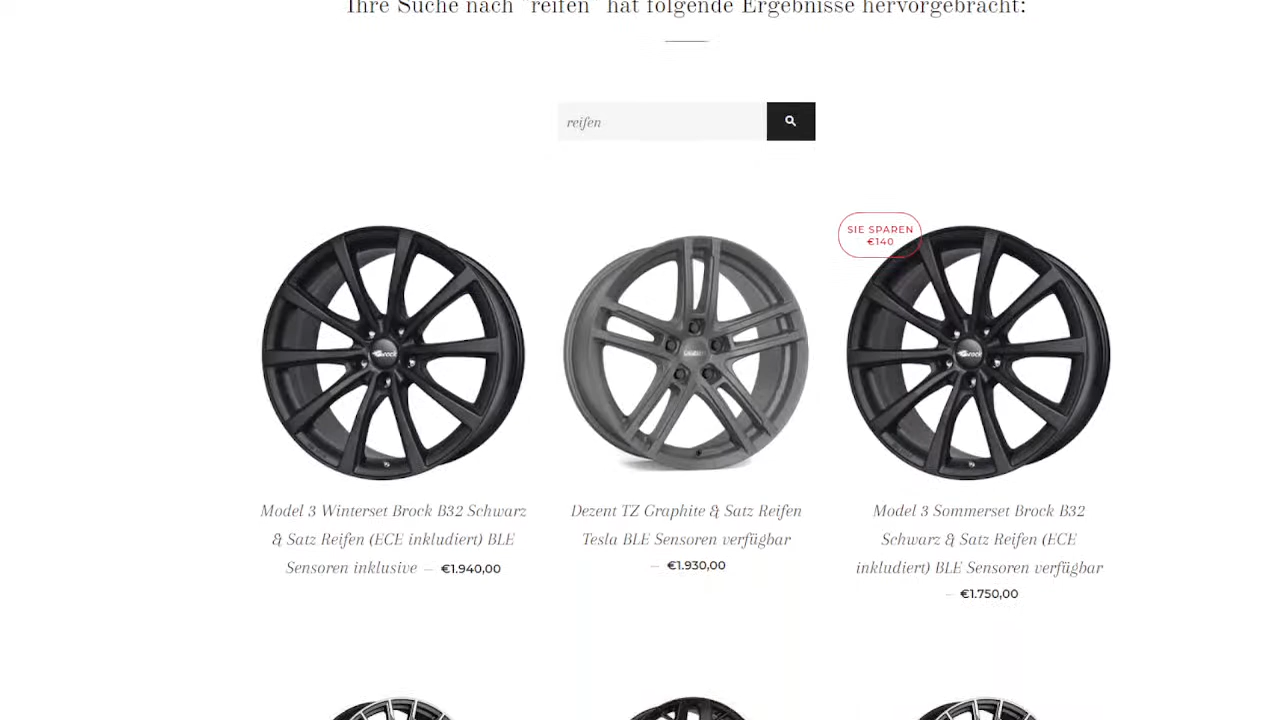 Ihre Suche nach "reifen" hat folgende Ergebnisse hervorgebracht:
reifen
SIE SPAREN
€140
Brock
Brock
Model 3 Winterset Brock B32 Schwarz
& Satz Reifen (ECE inkludiert) BLE
Sensoren inklusive — €1.940,00
Dezent TZ Graphite & Satz Reifen
Tesla BLE Sensoren verfügbar
— €1.930,00
Model 3 Sommerset Brock B32
Schwarz & Satz Reifen (ECE
inkludiert) BLE Sensoren verfügbar
— €1.750,00